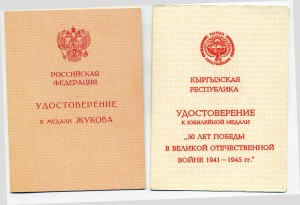 РОССИЙСКАЯ
ФЕДЕРАЦИЯ
УДОСТОВЕРЕНИЕ
К МЕДАЛИ ЖУКОВА
КЫРГЫЗСКАЯ
РЕСПУБЛИКА
УДОСТОВЕРЕНИЕ
К ЮБИЛЕЙНОЙ МЕДАЛИ
„50 ЛЕТ ПОБЕДЫ
В ВЕЛИКОЙ ОТЕЧЕСТВЕННОЙ
ВОЙНЕ 1941—1945 гг."